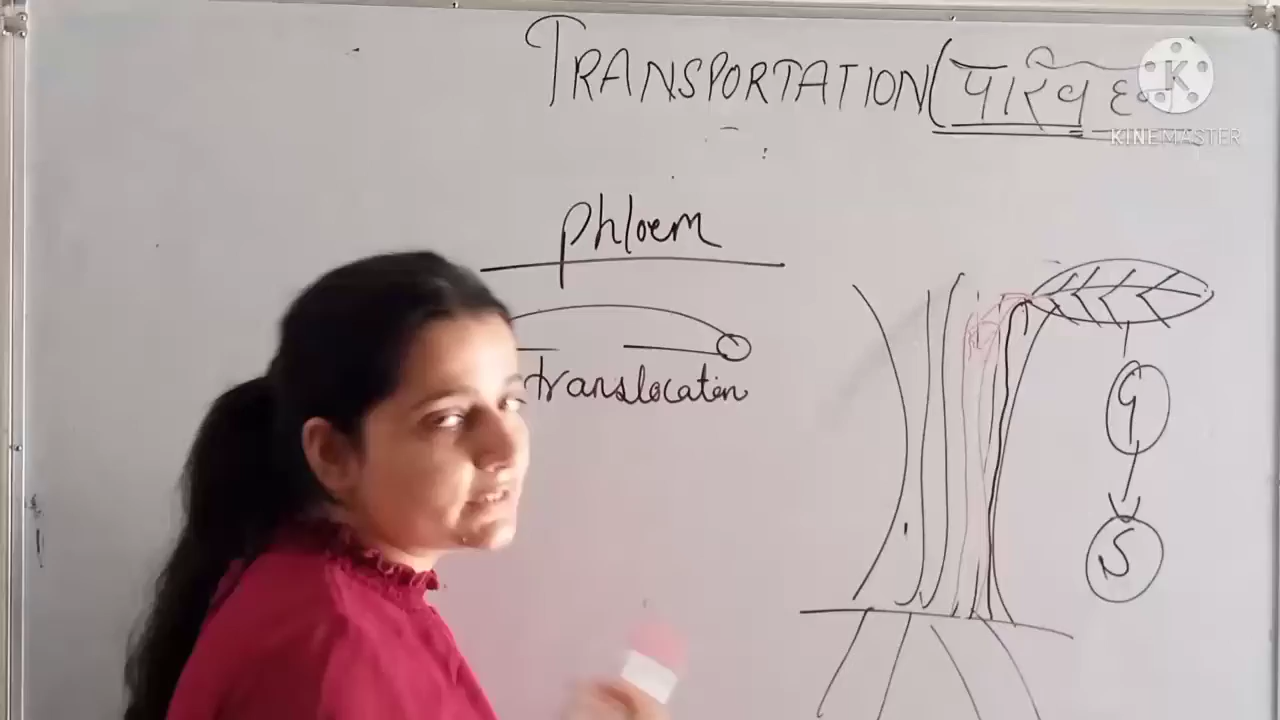 TRANSPORTATION (परिवहन)
K
KINEMASTER
Phloem
translocation
G
S